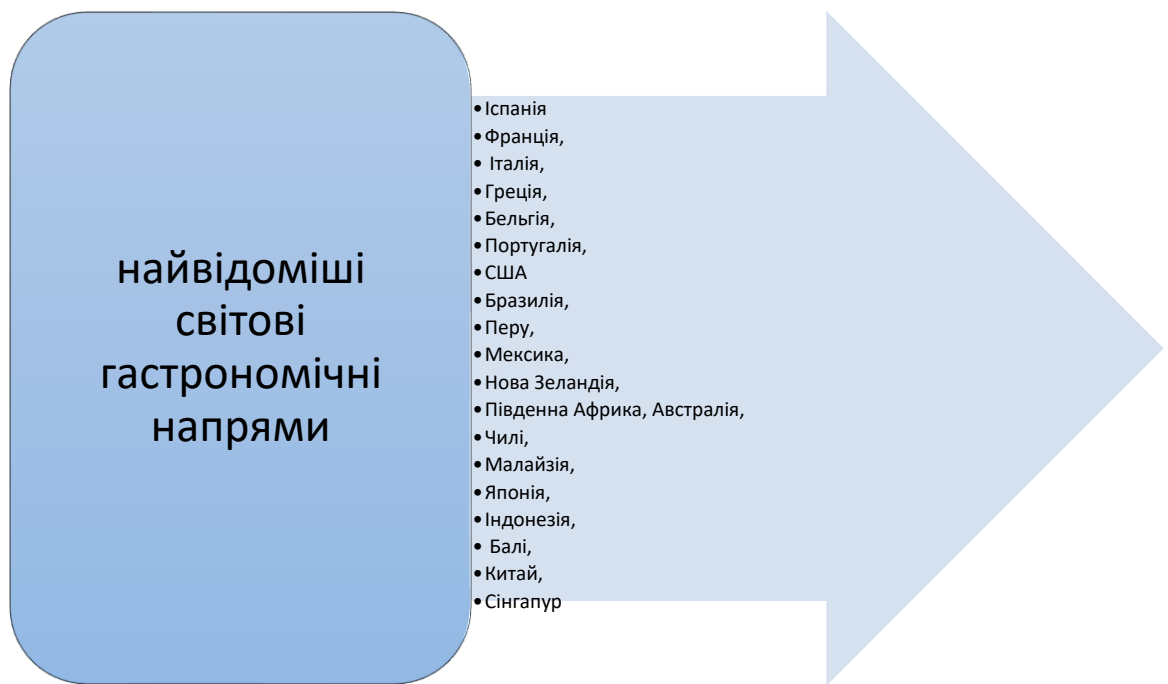 найвідоміші
світові
гастрономічні
напрями
•Іспанія
•Франція,
• Італія,
•Греція,
•Бельгія,
•Португалія,
•США
•Бразилія,
•Перу,
•Мексика,
•Нова Зеландія,
•Південна Африка, Австралія,
•Чилі,
•Малайзія,
•Японія,
•Індонезія,
• Балі,
•Китай,
•Сінгапур